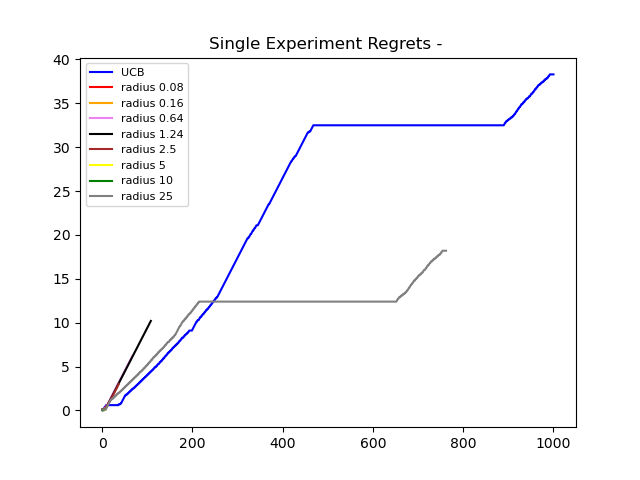 Single Experiment Regrets -
40
35
30
25
20
15
10
5
0
UCB
radius 0.08
radius 0.16
radius 0.64
radius 1.24
radius 2.5
radius 5
radius 10
radius 25
0 200 400 600 800 1000